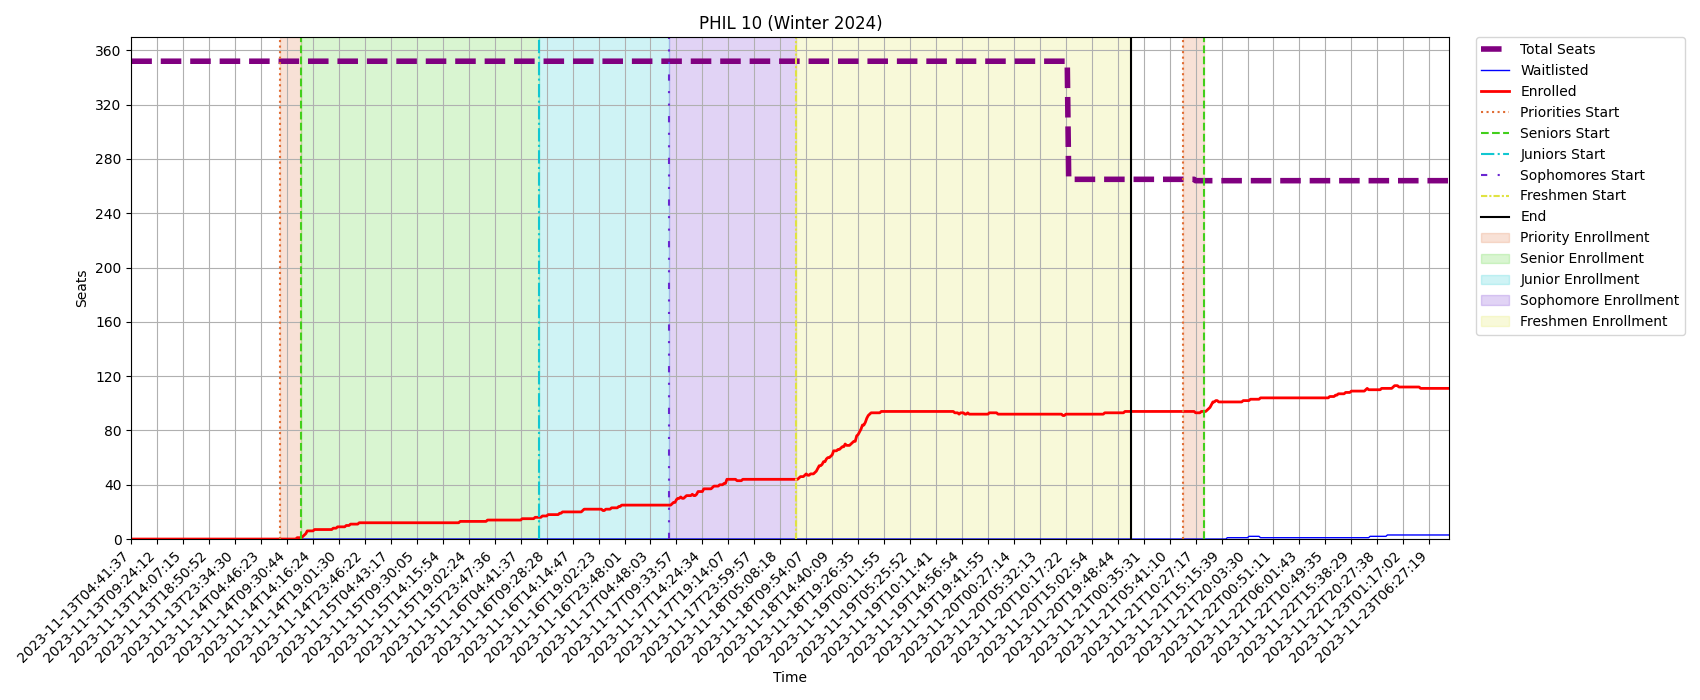 PHIL 10 (Winter 2024)
360
320
280
240
200
160
120
80
40
0
Seats
2023-11-13T04:41:37
2023-11-13T09:24:12
2023-11-13T14:07:15
2023-11-13T18:50:52
2023-11-13T23:34:30
2023-11-14T04:46:23
2023-11-14T09:30:44
2023-11-14T14:16:24
2023-11-14T19:01:30
2023-11-14T23:46:22
2023-11-15T04:43:17
2023-11-15T09:30:05
2023-11-15T14:15:54
2023-11-15T19:02:24
2023-11-15T23:47:36
2023-11-16T04:41:37
2023-11-16T09:28:28
2023-11-16T14:14:47
2023-11-16T19:02:23
2023-11-16T23:48:01
2023-11-17T04:48:03
2023-11-17T09:33:57
2023-11-17T14:24:34
2023-11-17T19:14:07
2023-11-17T23:59:57
2023-11-18T05:08:18
2023-11-18T09:54:07
2023-11-18T14:40:09
2023-11-18T19:26:35
2023-11-19T00:11:55
2023-11-19T05:25:52
2023-11-19T10:11:41
2023-11-19T14:56:54
2023-11-19T19:41:55
2023-11-20T00:27:14
2023-11-20T05:32:13
2023-11-20T10:17:22
2023-11-20T15:02:54
2023-11-20T19:48:44
2023-11-21T00:35:31
2023-11-21T05:41:10
2023-11-21T10:27:17
2023-11-21T15:15:39
2023-11-21T20:03:30
2023-11-22T00:51:11
2023-11-22T06:01:43
2023-11-22T10:49:35
2023-11-22T15:38:29
2023-11-22T20:27:38
2023-11-23T01:17:02
2023-11-23T06:27:19
Time
Total Seats
Waitlisted
Enrolled
Priorities Start
Seniors Start
Juniors Start
Sophomores Start
Freshmen Start
End
Priority Enrollment
Senior Enrollment
Junior Enrollment
Sophomore Enrollment
Freshmen Enrollment